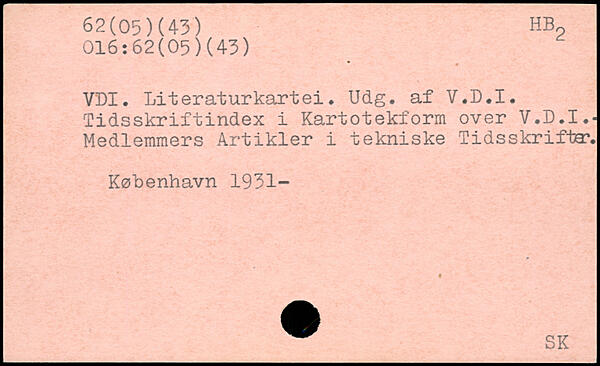 62(05)(43) HB2
016:62(05)(43)
VDI. Literaturkartei. Udg. af V.D.I.
Tidsskriftindex i Kartotekform over V.D.I.-
Medlemmers Artikler i tekniske Tidsskrifter.
København 1931-
SK